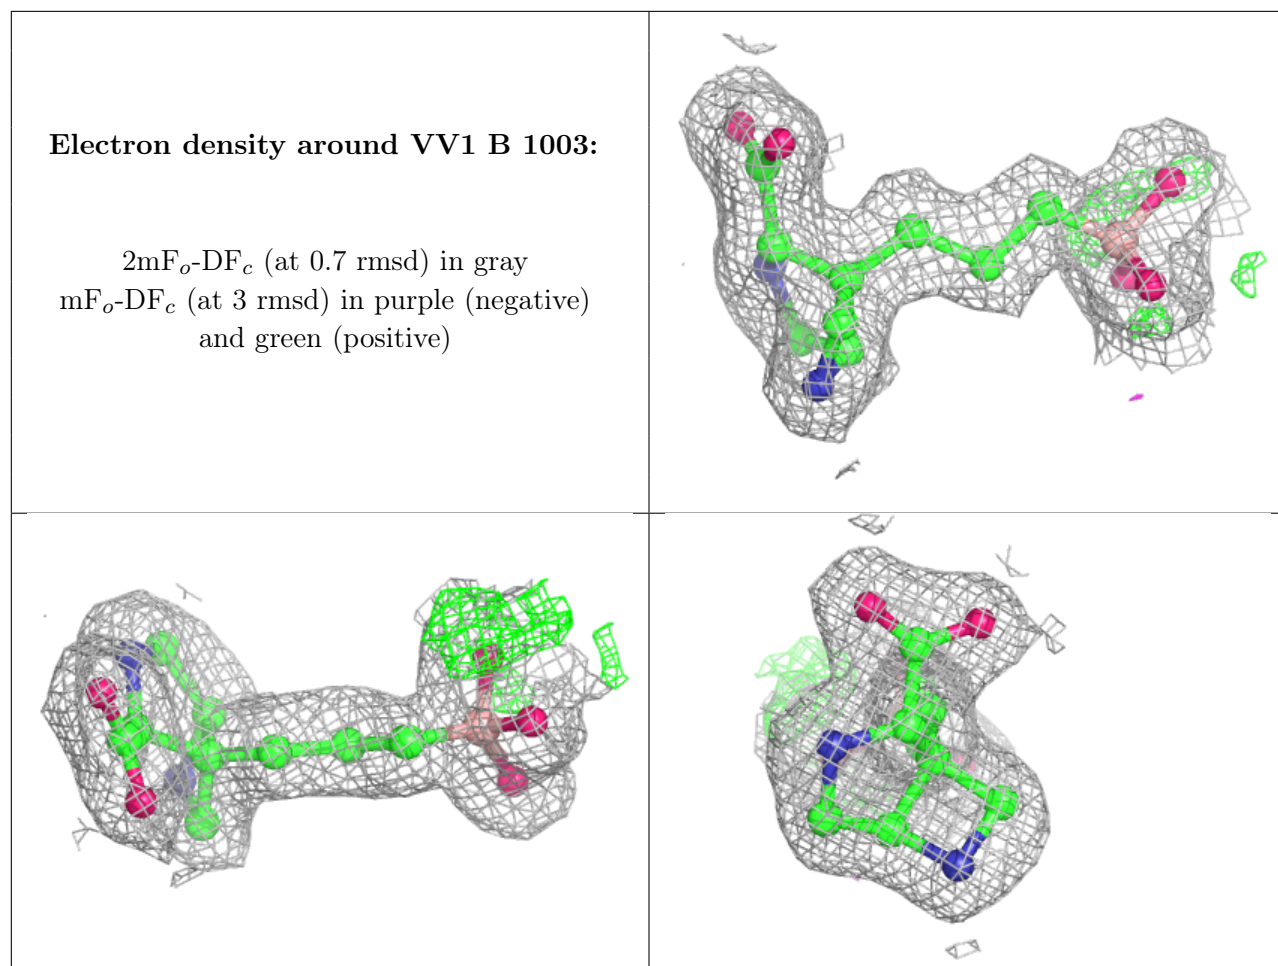 Electron density around VV1 B 1003:
2mFo-DFc (at 0.7 rmsd) in gray
mFo-DFc (at 3 rmsd) in purple (negative)
and green (positive)